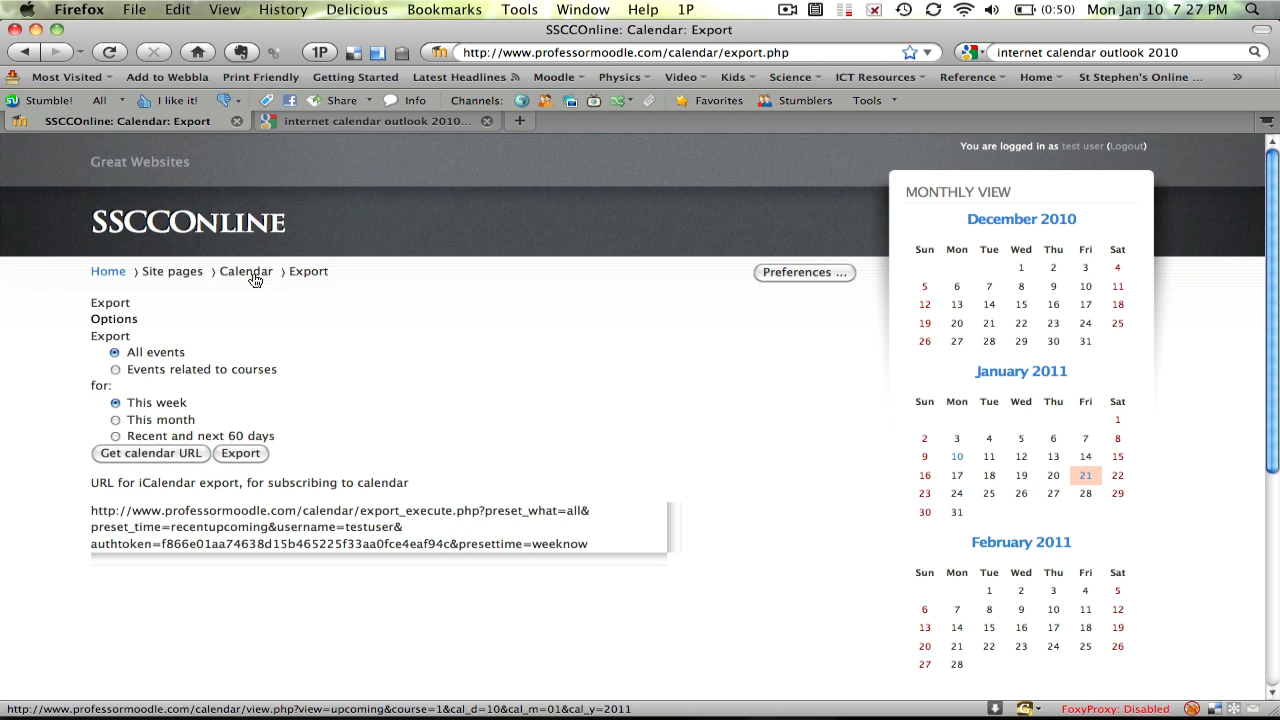 Firefox File Edit View History Delicious Bookmarks Tools Window Help 1P (0:50) Mon Jan 10 7:27 PM
SSCCOnline: Calendar: Export
1P http://www.professormoodle.com/calendar/export.php internet calendar outlook 2010
Most Visited Add to Webbla Print Friendly Getting Started Latest Headlines Moodle Physics Video Kids Science ICT Resources Reference Home St Stephen's Online ... »
Stumble! All I like it! Share Info Channels: Favorites Stumblers Tools
SSCCOnline: Calendar: Export internet calendar outlook 2010...
You are logged in as test user (Logout)
Great Websites
SSCCOnline
Home › Site pages › Calendar › Export
Preferences ...
Export
Options
Export
All events
Events related to courses
for:
This week
This month
Recent and next 60 days
Get calendar URL Export
URL for iCalendar export, for subscribing to calendar
http://www.professormoodle.com/calendar/export_execute.php?preset_what=all&
preset_time=recentupcoming&username=testuser&
authtoken=f866e01aa74638d15b465225f33aa0fce4eaf94c&presettime=weeknow
MONTHLY VIEW
December 2010
Sun Mon Tue Wed Thu Fri Sat
1 2 3 4
5 6 7 8 9 10 11
12 13 14 15 16 17 18
19 20 21 22 23 24 25
26 27 28 29 30 31
January 2011
Sun Mon Tue Wed Thu Fri Sat
1
2 3 4 5 6 7 8
9 10 11 12 13 14 15
16 17 18 19 20 21 22
23 24 25 26 27 28 29
30 31
February 2011
Sun Mon Tue Wed Thu Fri Sat
1 2 3 4 5
6 7 8 9 10 11 12
13 14 15 16 17 18 19
20 21 22 23 24 25 26
27 28
http://www.professormoodle.com/calendar/view.php?view=upcoming&course=1&cal_d=10&cal_m=01&cal_y=2011 FoxyProxy: Disabled